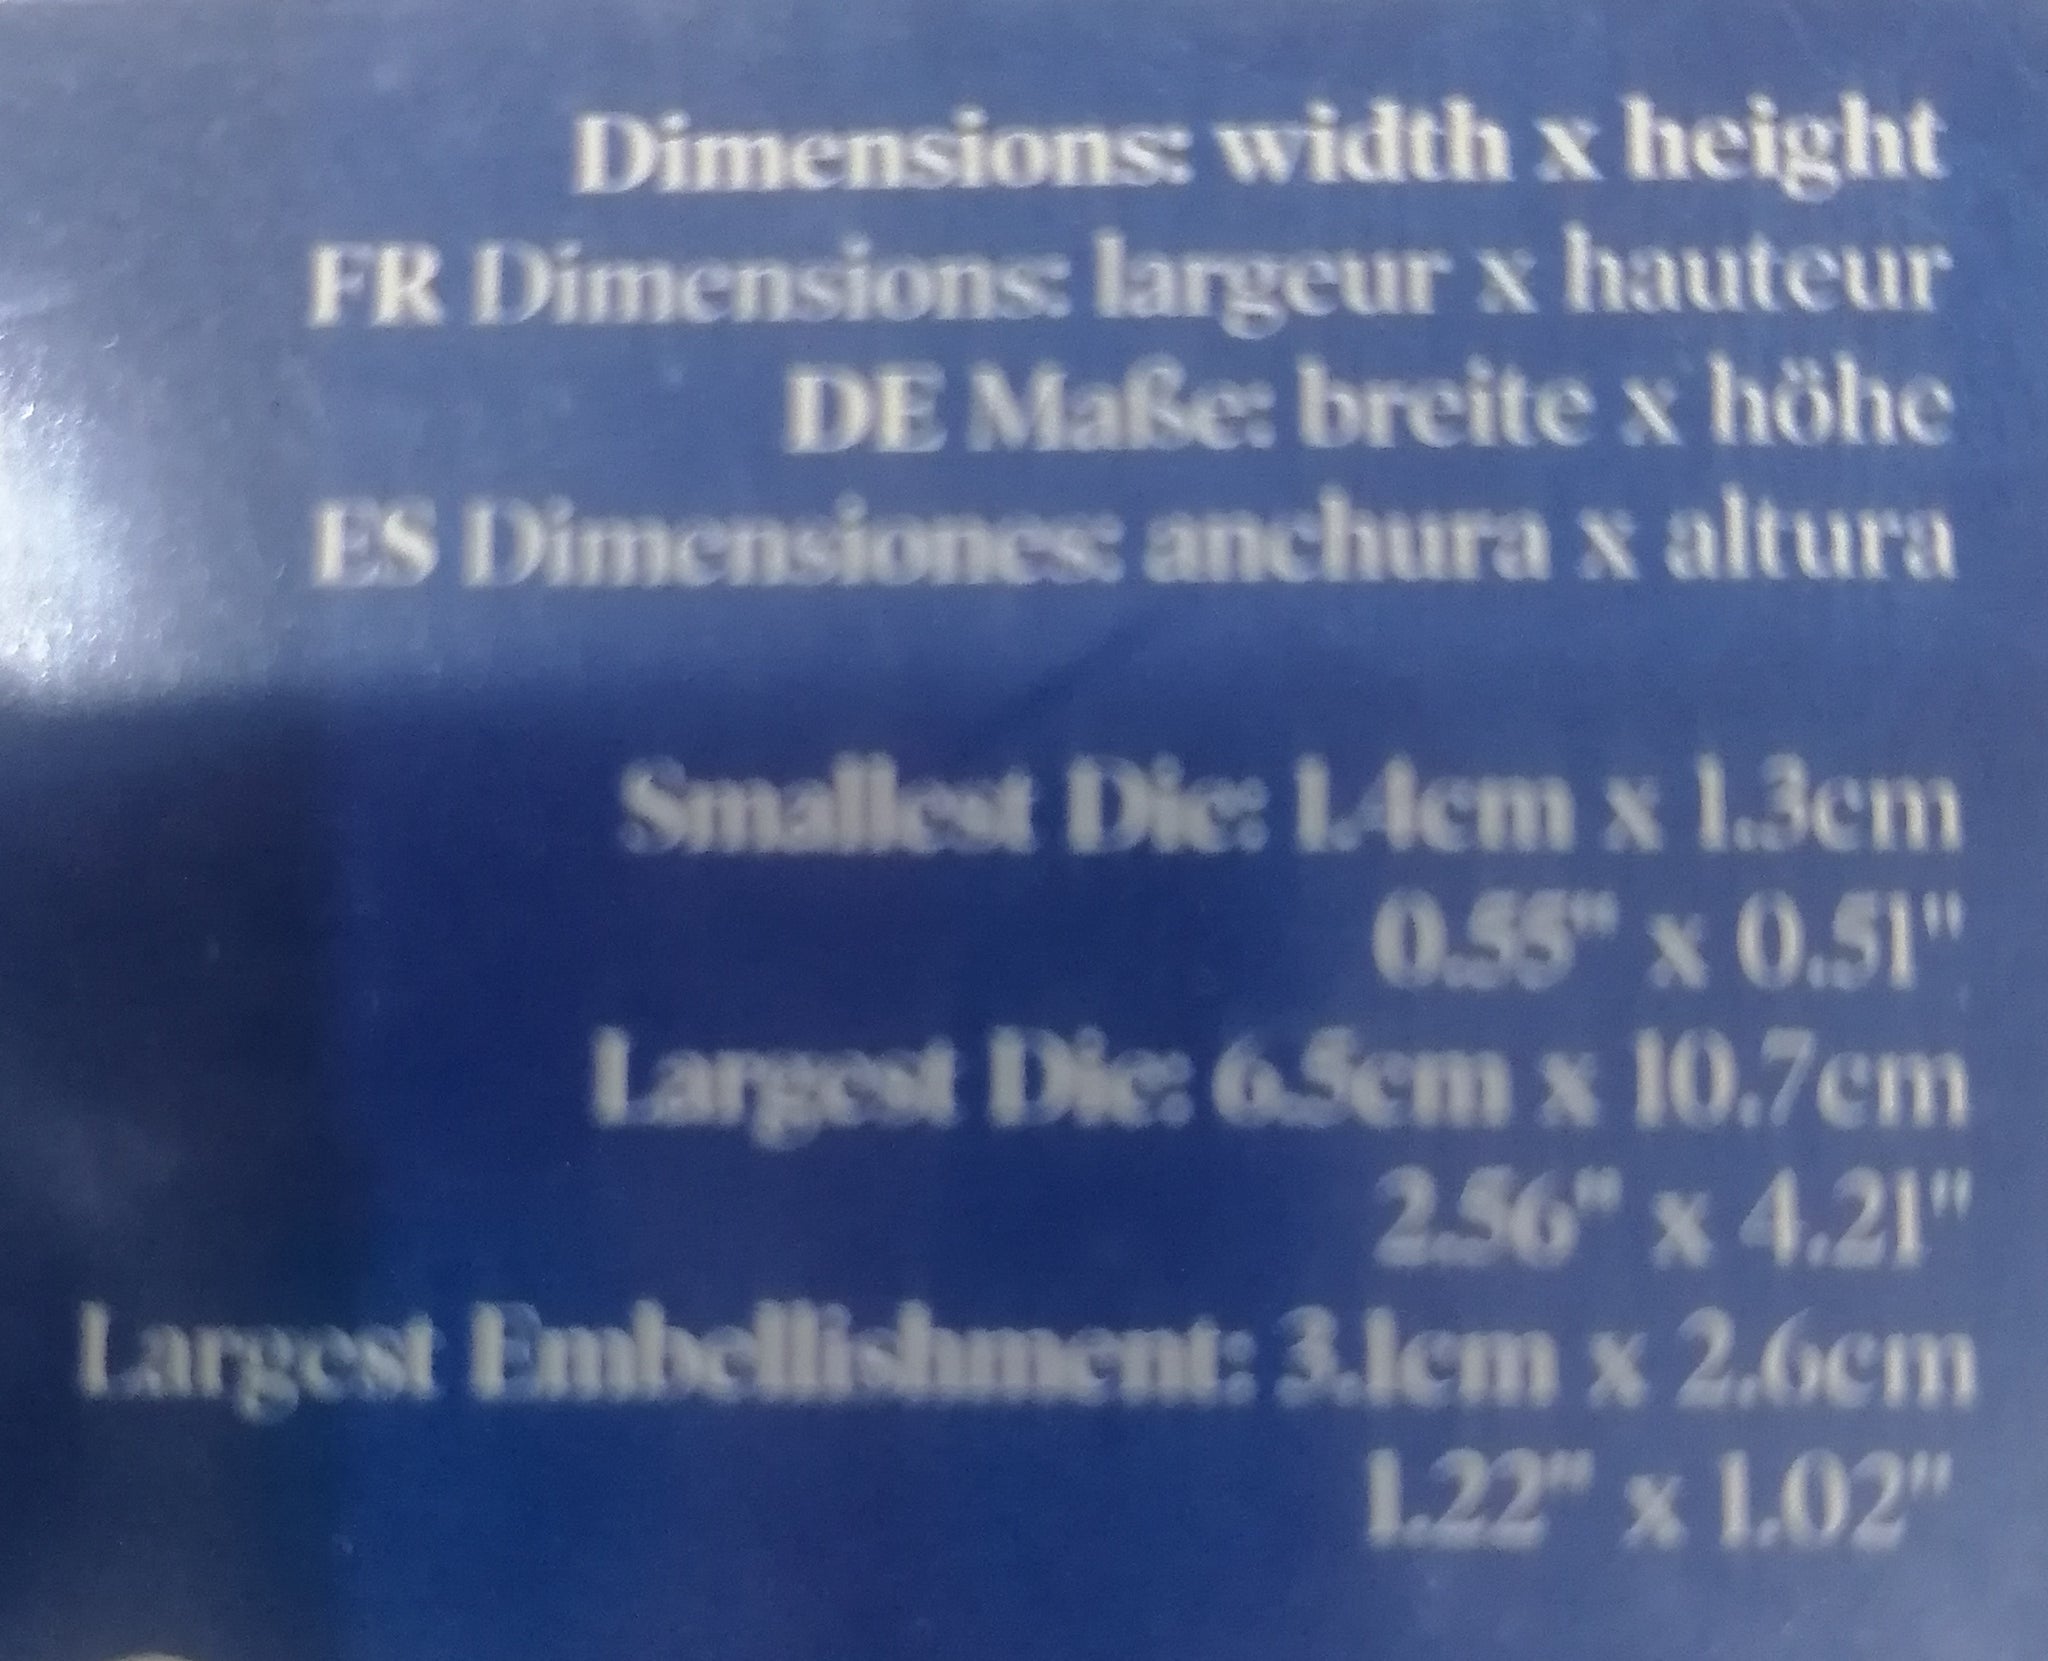 Dimensions: width x height
FR Dimensions: largeur x hauteur
DE Maße: breite x höhe
ES Dimensiones: anchura x altura
Smallest Die: 1.4cm x 1.3cm
0.55" x 0.51"
Largest Die: 6.5cm x 10.7cm
2.56" x 4.21"
Largest Embellishment: 3.1cm x 2.6cm
1.22" x 1.02"